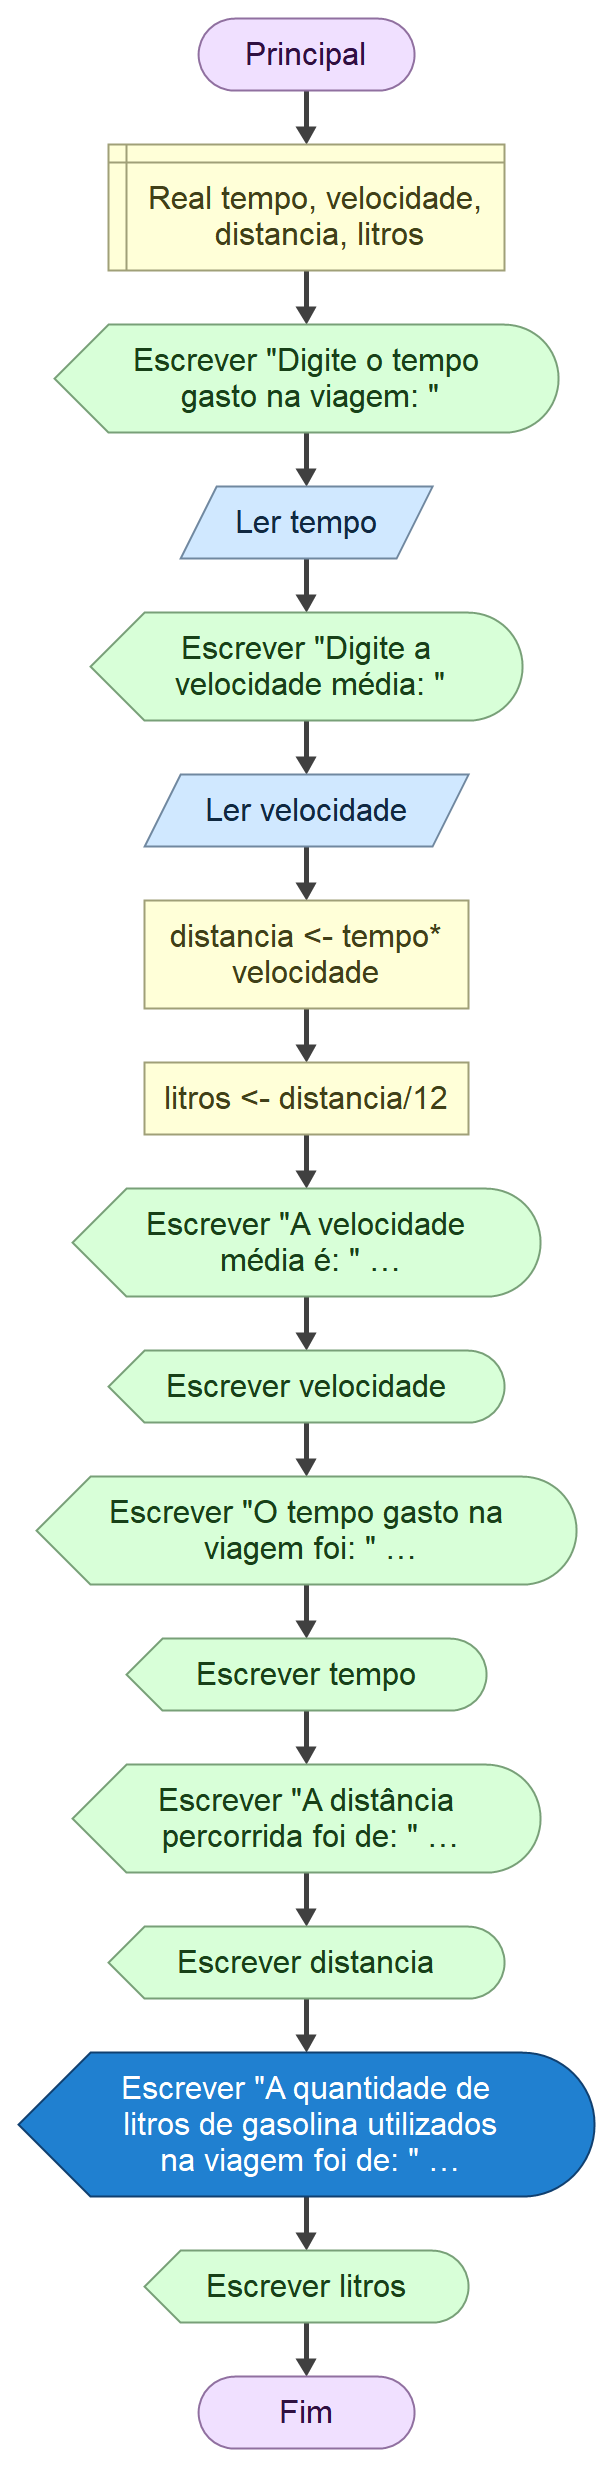 Principal
Real tempo, velocidade,
distancia, litros
Escrever "Digite o tempo
gasto na viagem: "
Ler tempo
Escrever "Digite a
velocidade média: "
Ler velocidade
distancia <- tempo*
velocidade
litros <- distancia/12
Escrever "A velocidade
média é: " …
Escrever velocidade
Escrever "O tempo gasto na
viagem foi: " …
Escrever tempo
Escrever "A distância
percorrida foi de: " …
Escrever distancia
Escrever "A quantidade de
litros de gasolina utilizados
na viagem foi de: " …
Escrever litros
Fim